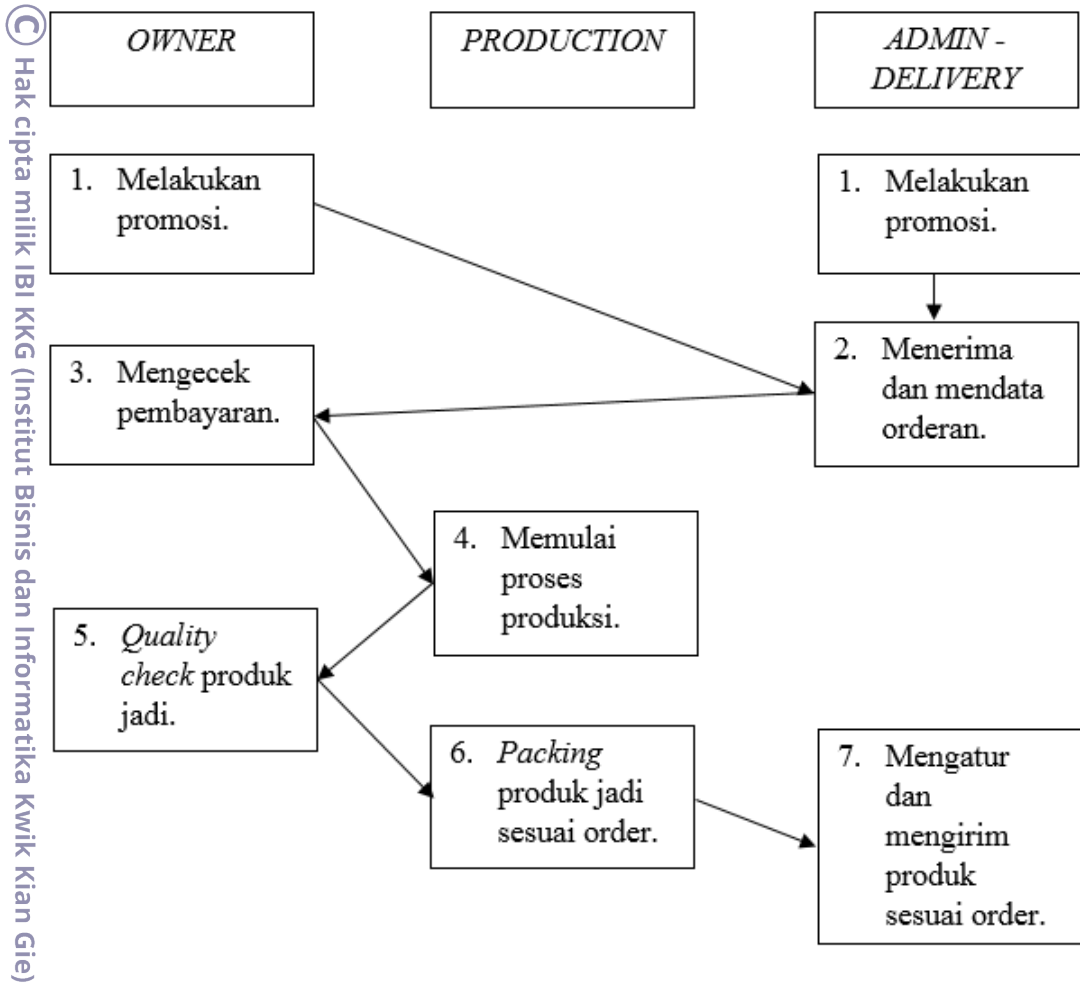 © Hak cipta milik IBI KKG (Institut Bisnis dan Informatika Kwik Kian Gie)
OWNER
PRODUCTION
ADMIN -
DELIVERY
1. Melakukan
promosi.
1. Melakukan
promosi.
2. Menerima
dan mendata
orderan.
3. Mengecek
pembayaran.
4. Memulai
proses
produksi.
5. Quality
check produk
jadi.
6. Packing
produk jadi
sesuai order.
7. Mengatur
dan
mengirim
produk
sesuai order.